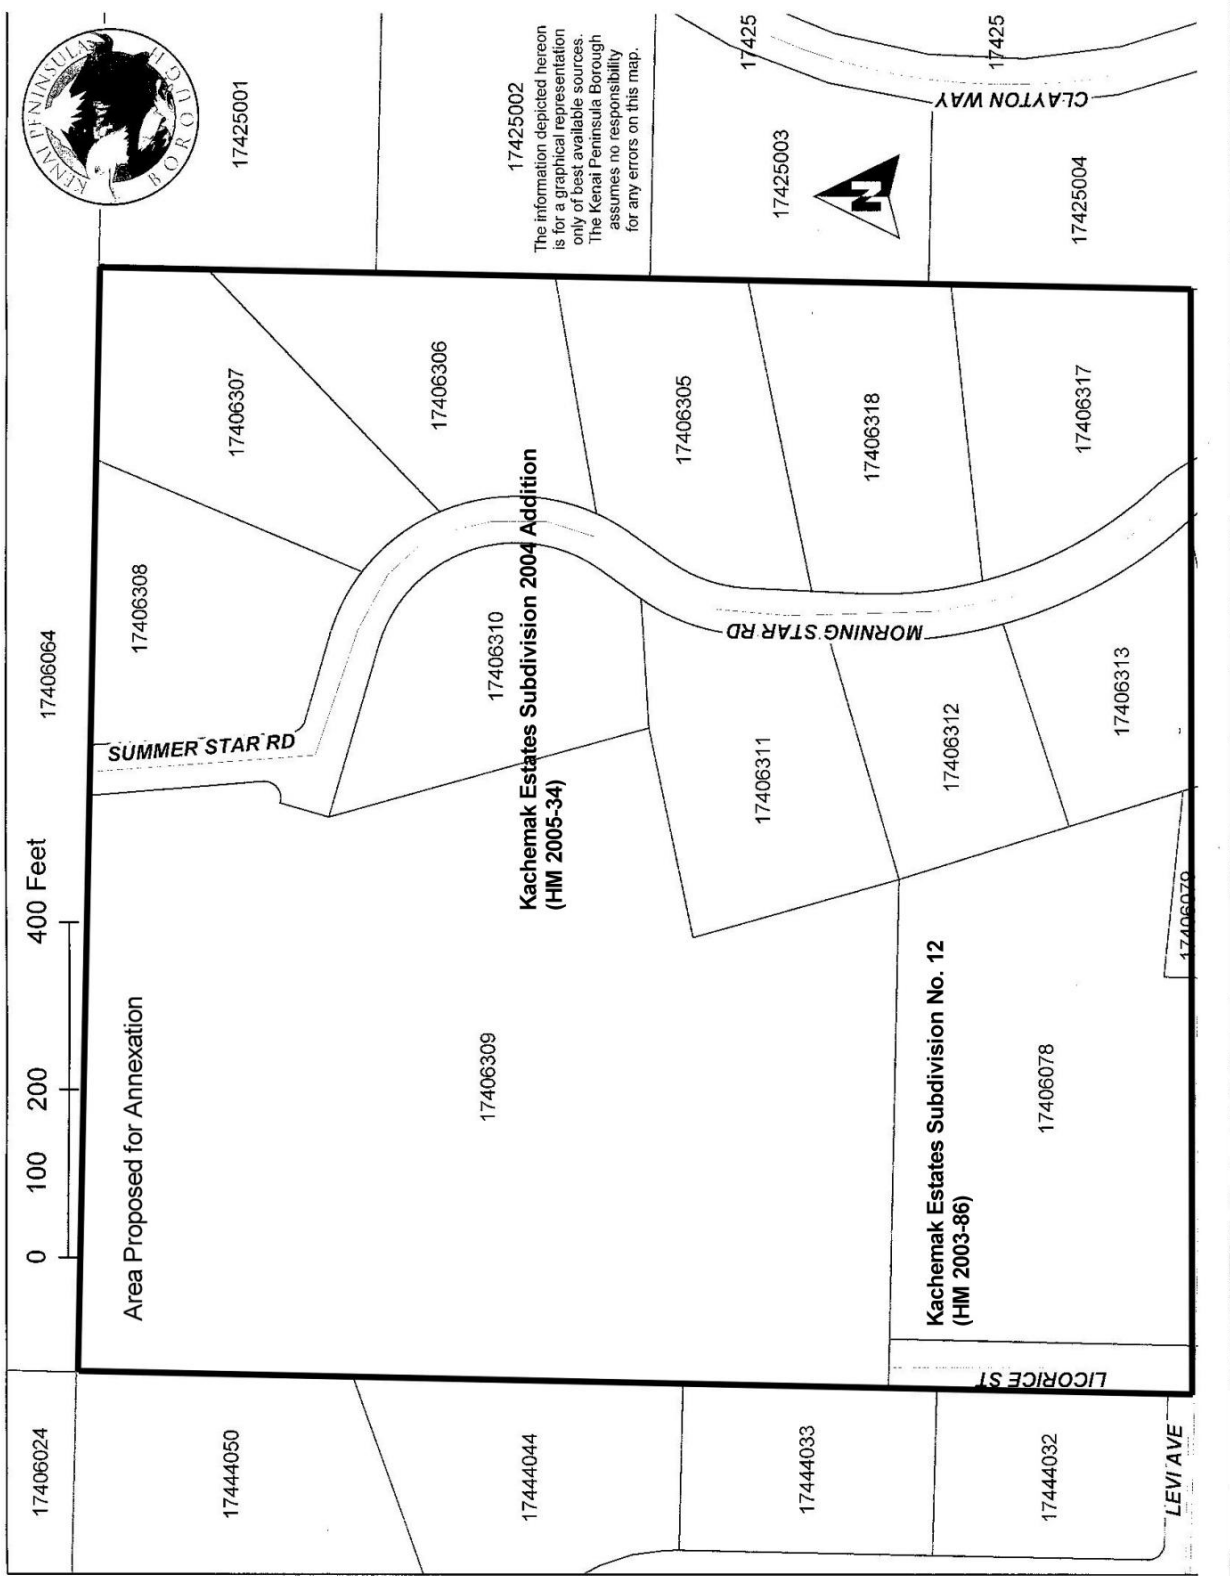 17406024
0 100 200 400 Feet
17406064
KENAI PENINSULA
BOROUGH
Area Proposed for Annexation
17406308
SUMMER STAR RD
17444050
17406307
17425001
17406309
17406310
17406306
17425002
The information depicted hereon
is for a graphical representation
only of best available sources.
The Kenai Peninsula Borough
assumes no responsibility
for any errors on this map.
17444044
Kachemak Estates Subdivision 2004 Addition
(HM 2005-34)
17406305
17425
17444033
17406311
MORNING STAR RD
17425003
N
17406318
17406312
Kachemak Estates Subdivision No. 12
(HM 2003-86)
17425
CLAYTON WAY
17444032
LICORICE ST
17406078
17406313
17406317
17425004
LEVI AVE
17406079